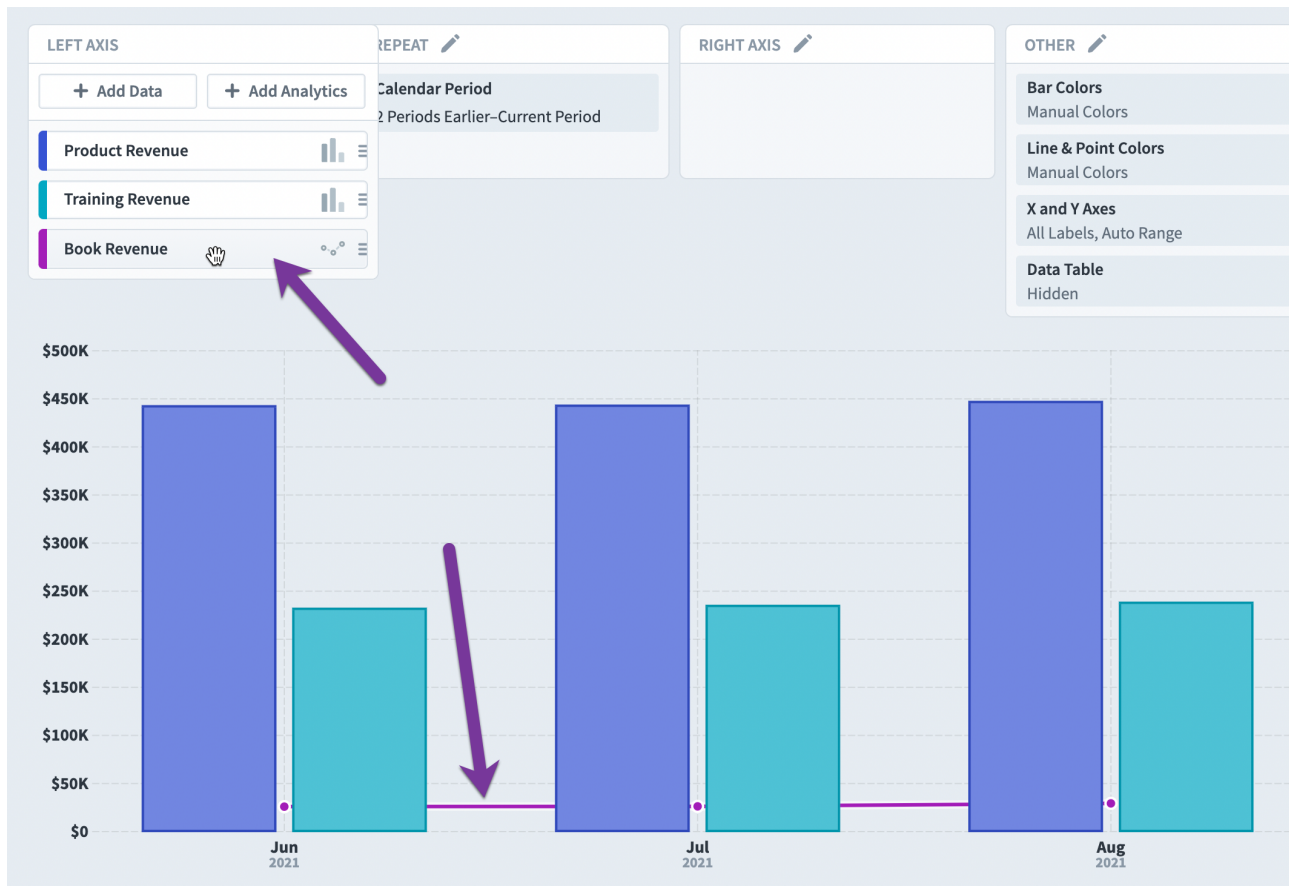 LEFT AXIS
Add Data
Add Analytics
Product Revenue
Training Revenue
Book Revenue
REPEAT
Calendar Period
2 Periods Earlier–Current Period
RIGHT AXIS
OTHER
Bar Colors
Manual Colors
Line & Point Colors
Manual Colors
X and Y Axes
All Labels, Auto Range
Data Table
Hidden
$500K
$450K
$400K
$350K
$300K
$250K
$200K
$150K
$100K
$50K
$0
Jun
2021
Jul
2021
Aug
2021